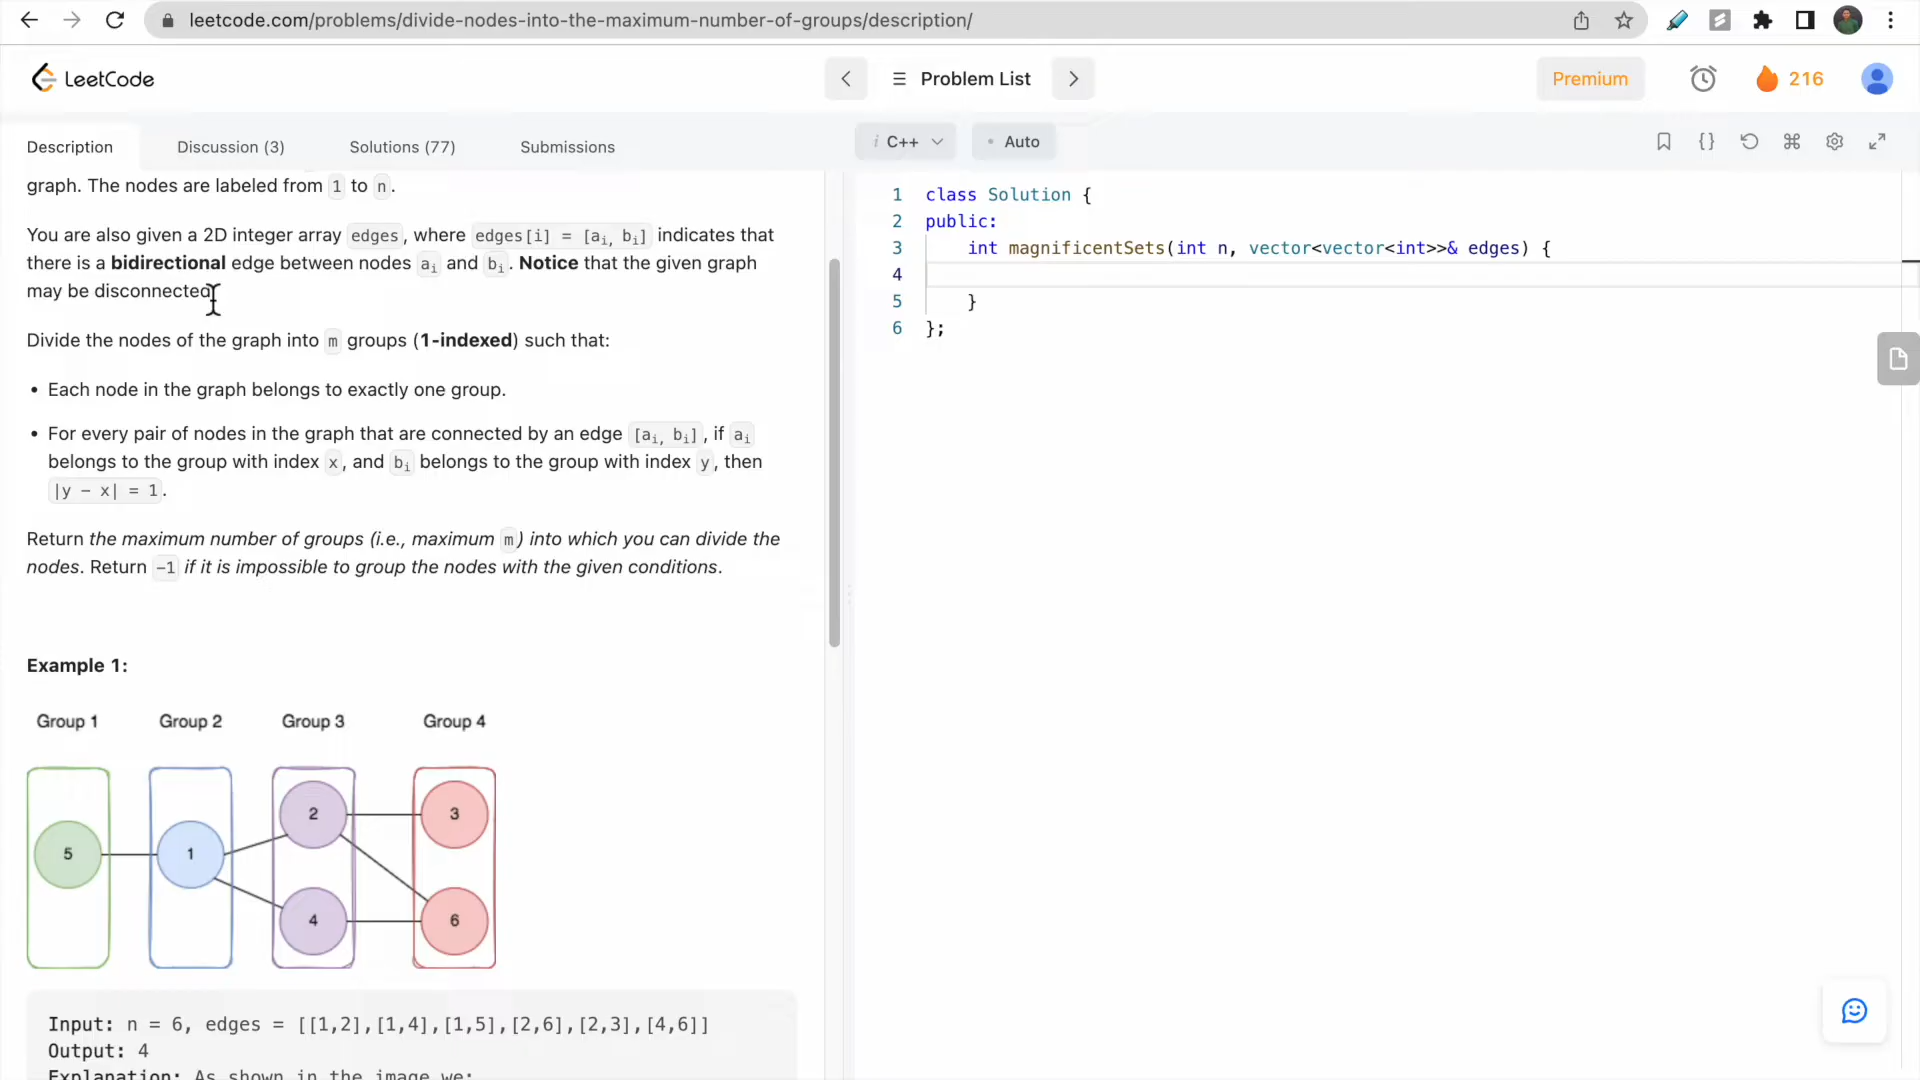 leetcode.com/problems/divide-nodes-into-the-maximum-number-of-groups/description/
LeetCode
Problem List
Premium
216
Description
Discussion (3)
Solutions (77)
Submissions
i C++
• Auto
graph. The nodes are labeled from 1 to n.
You are also given a 2D integer array edges, where edges[i] = [ai, bi] indicates that
there is a bidirectional edge between nodes ai and bi. Notice that the given graph
may be disconnected
Divide the nodes of the graph into m groups (1-indexed) such that:
• Each node in the graph belongs to exactly one group.
• For every pair of nodes in the graph that are connected by an edge [ai, bi], if ai
belongs to the group with index x, and bi belongs to the group with index y, then
|y - x| = 1.
Return the maximum number of groups (i.e., maximum m) into which you can divide the
nodes. Return -1 if it is impossible to group the nodes with the given conditions.
Example 1:
Group 1 Group 2 Group 3 Group 4
2 3
5 1
4 6
Input: n = 6, edges = [[1,2],[1,4],[1,5],[2,6],[2,3],[4,6]]
Output: 4
Explanation: As shown in the image we:
1 class Solution {
2 public:
3 int magnificentSets(int n, vector<vector<int>>& edges) {
4
5 }
6 };